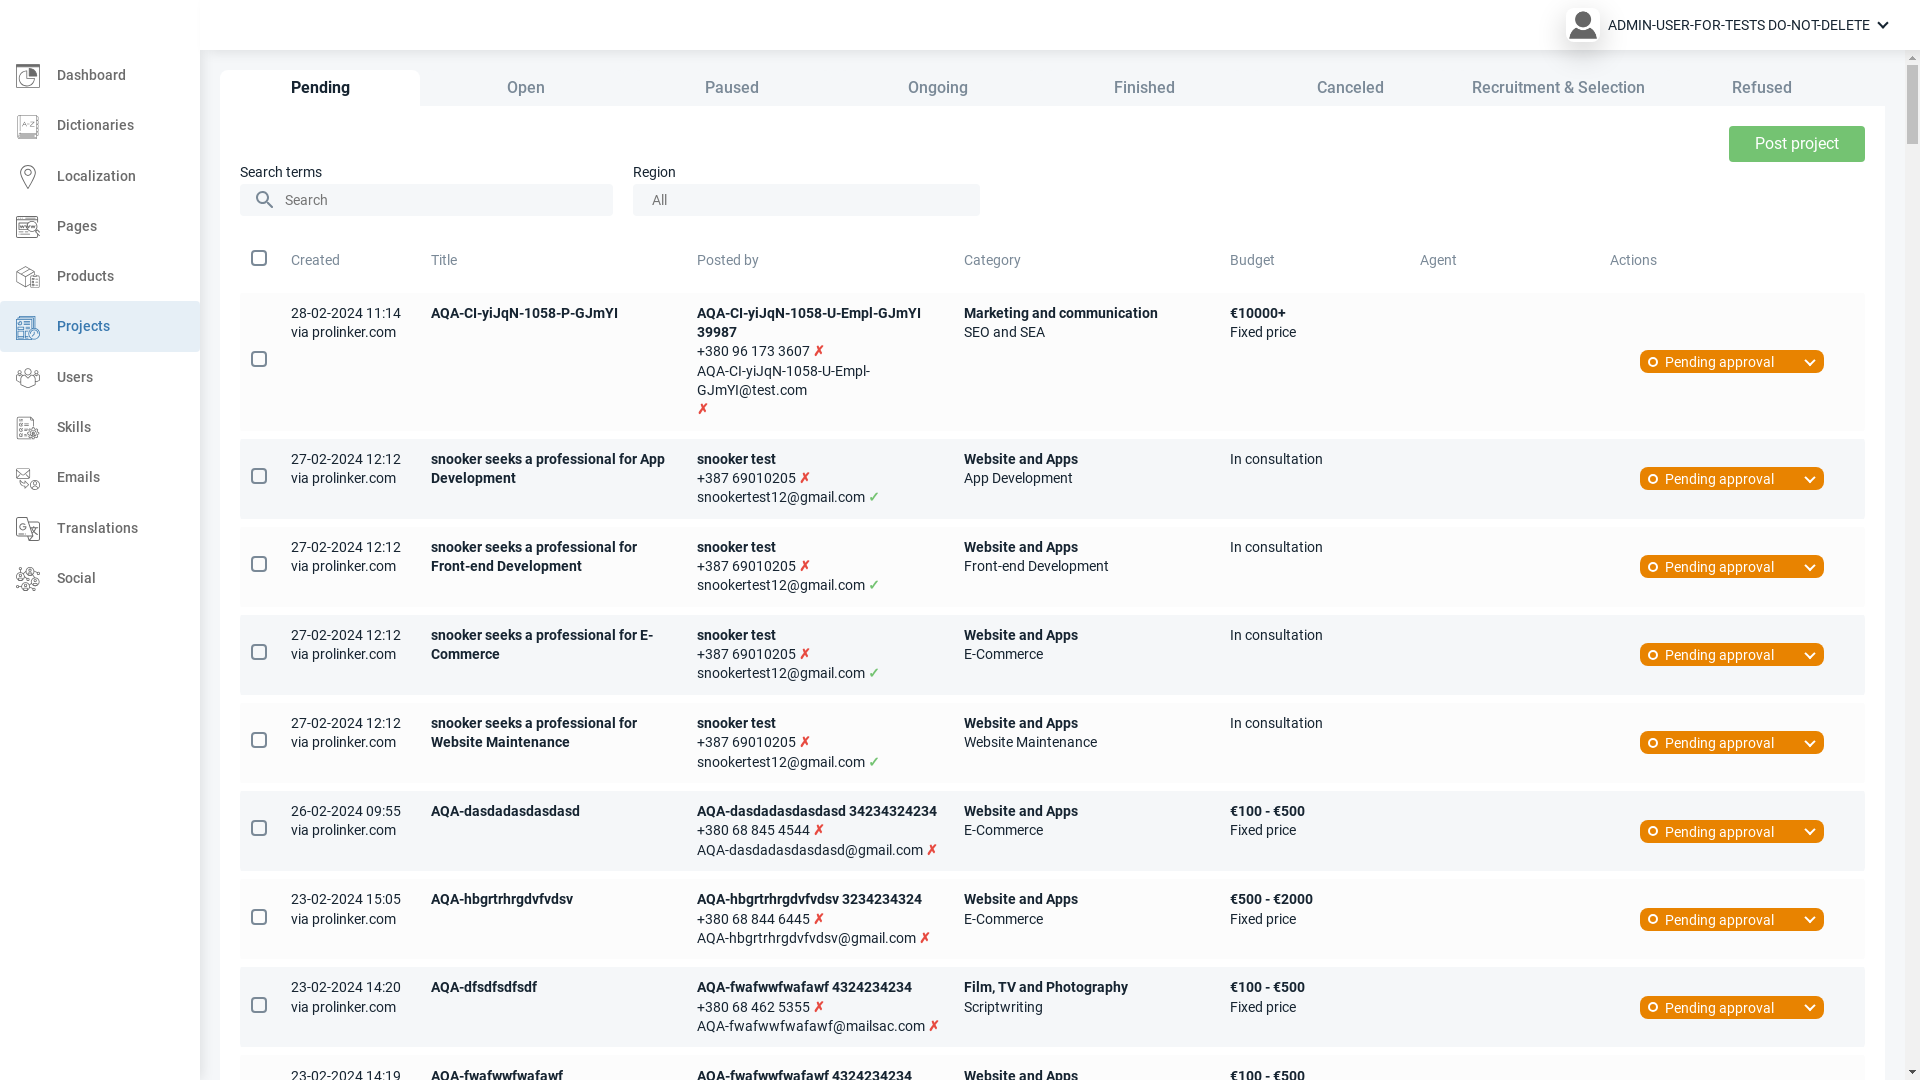 ADMIN-USER-FOR-TESTS DO-NOT-DELETE
Dashboard
Dictionaries
Localization
Pages
Products
Projects
Users
Skills
Emails
Translations
Social
Pending
Open
Paused
Ongoing
Finished
Canceled
Recruitment & Selection
Refused
Post project
Search terms
Search
Region
All
Created
Title
Posted by
Category
Budget
Agent
Actions
28-02-2024 11:14
via prolinker.com
AQA-CI-yiJqN-1058-P-GJmYI
AQA-CI-yiJqN-1058-U-Empl-GJmYI
39987
+380 96 173 3607 ✗
AQA-CI-yiJqN-1058-U-Empl-
GJmYI@test.com
✗
Marketing and communication
SEO and SEA
€10000+
Fixed price
Pending approval
27-02-2024 12:12
via prolinker.com
snooker seeks a professional for App
Development
snooker test
+387 69010205 ✗
snookertest12@gmail.com ✓
Website and Apps
App Development
In consultation
Pending approval
27-02-2024 12:12
via prolinker.com
snooker seeks a professional for
Front-end Development
snooker test
+387 69010205 ✗
snookertest12@gmail.com ✓
Website and Apps
Front-end Development
In consultation
Pending approval
27-02-2024 12:12
via prolinker.com
snooker seeks a professional for E-
Commerce
snooker test
+387 69010205 ✗
snookertest12@gmail.com ✓
Website and Apps
E-Commerce
In consultation
Pending approval
27-02-2024 12:12
via prolinker.com
snooker seeks a professional for
Website Maintenance
snooker test
+387 69010205 ✗
snookertest12@gmail.com ✓
Website and Apps
Website Maintenance
In consultation
Pending approval
26-02-2024 09:55
via prolinker.com
AQA-dasdadasdasdasd
AQA-dasdadasdasdasd 34234324234
+380 68 845 4544 ✗
AQA-dasdadasdasdasd@gmail.com ✗
Website and Apps
E-Commerce
€100 - €500
Fixed price
Pending approval
23-02-2024 15:05
via prolinker.com
AQA-hbgrtrhrgdvfvdsv
AQA-hbgrtrhrgdvfvdsv 3234234324
+380 68 844 6445 ✗
AQA-hbgrtrhrgdvfvdsv@gmail.com ✗
Website and Apps
E-Commerce
€500 - €2000
Fixed price
Pending approval
23-02-2024 14:20
via prolinker.com
AQA-dfsdfsdfsdf
AQA-fwafwwfwafawf 4324234234
+380 68 462 5355 ✗
AQA-fwafwwfwafawf@mailsac.com ✗
Film, TV and Photography
Scriptwriting
€100 - €500
Fixed price
Pending approval
23-02-2024 14:19
AQA-fwafwwfwafawf
AQA-fwafwwfwafawf 4324234234
Website and Apps
€100 - €500